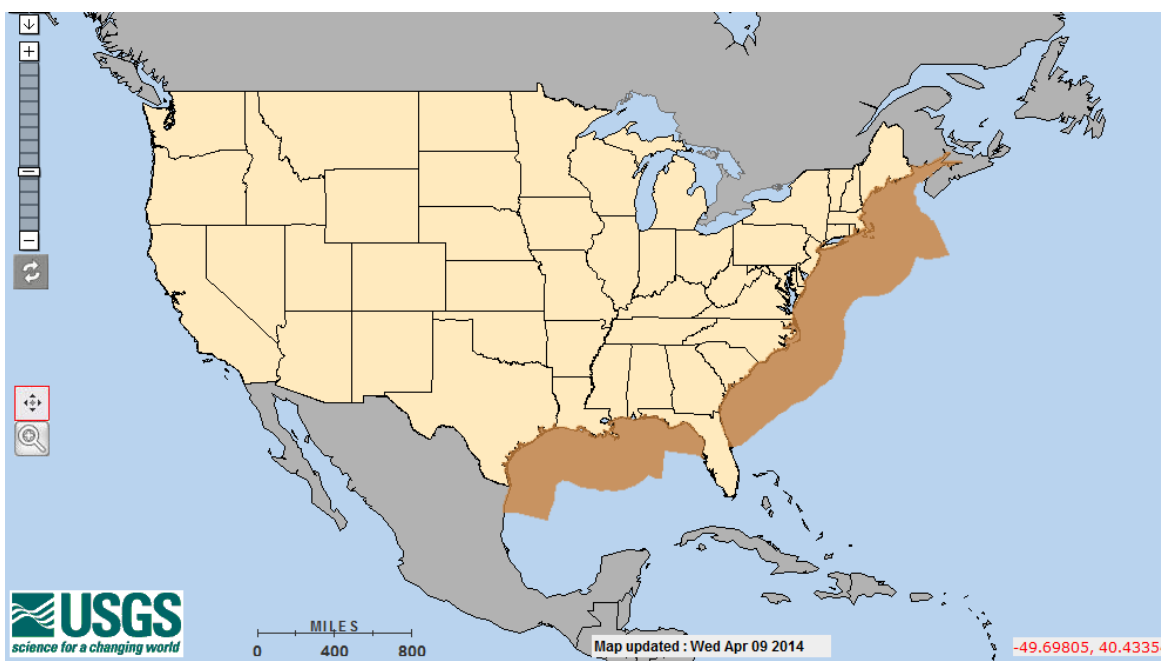 USGS
science for a changing world
MILES
0 400 800
Map updated : Wed Apr 09 2014
-49.69805, 40.4335